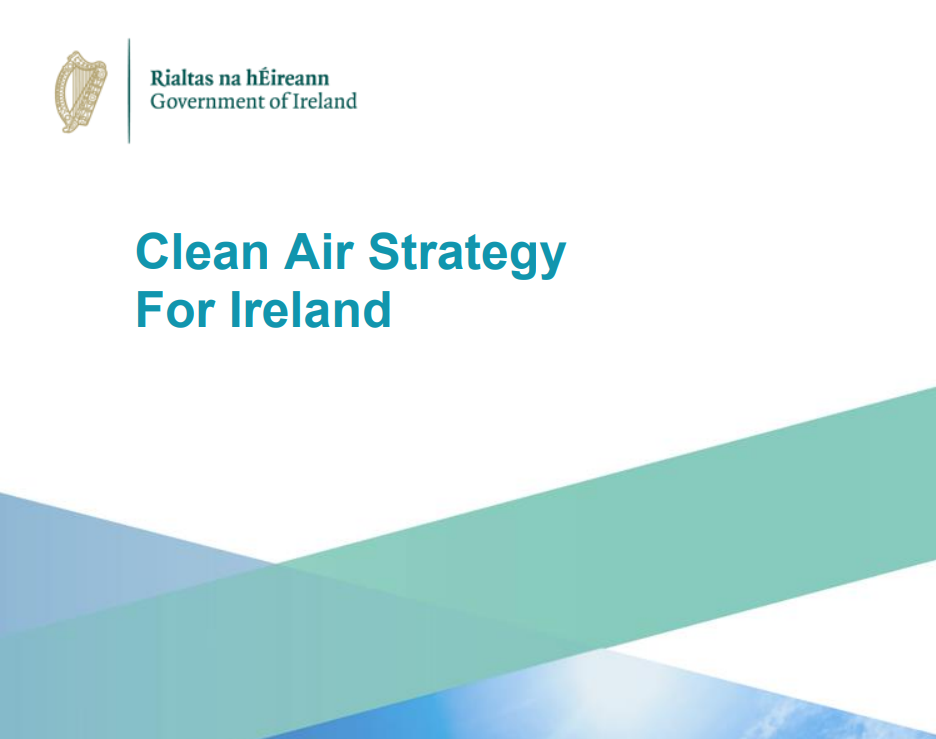 Rialtas na hÉireann
Government of Ireland
Clean Air Strategy
For Ireland